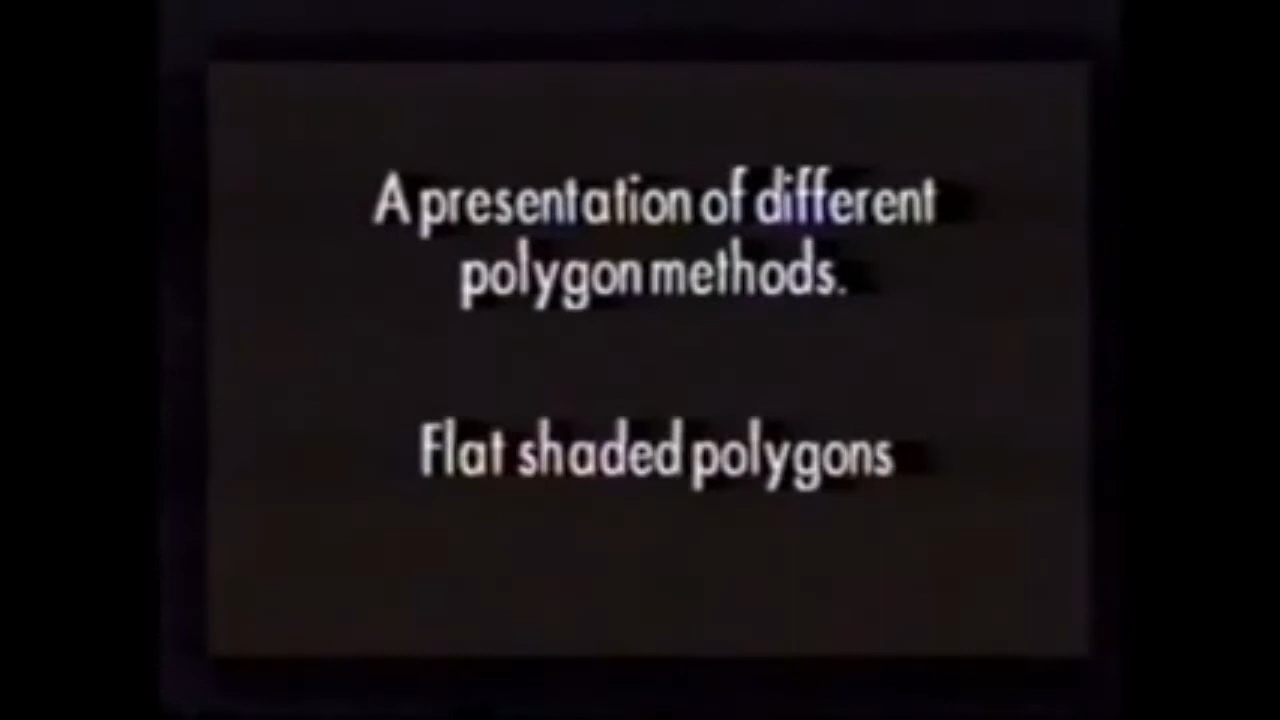 A presentation of different
polygon methods.
Flat shaded polygons